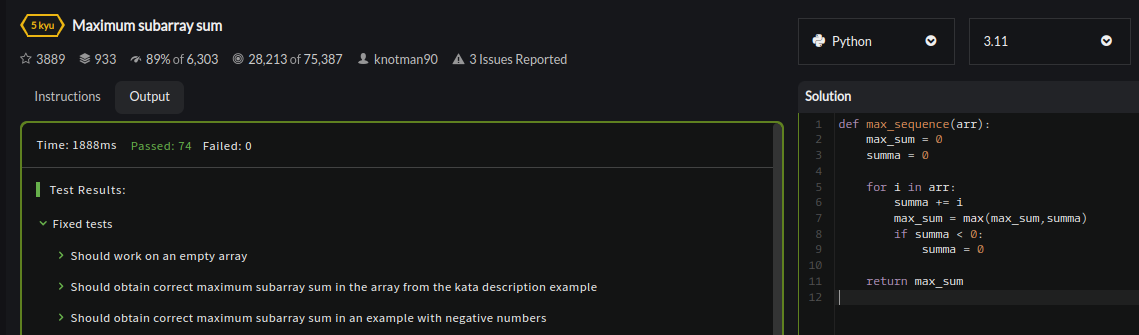 5 kyu Maximum subarray sum
3889 933 89% of 6,303 28,213 of 75,387 knotman90 3 Issues Reported
Instructions Output
Time: 1888ms Passed: 74 Failed: 0
Test Results:
Fixed tests
Should work on an empty array
Should obtain correct maximum subarray sum in the array from the kata description example
Should obtain correct maximum subarray sum in an example with negative numbers
Python 3.11
Solution
1 def max_sequence(arr):
2     max_sum = 0
3     summa = 0
4
5     for i in arr:
6         summa += i
7         max_sum = max(max_sum,summa)
8         if summa < 0:
9             summa = 0
10
11     return max_sum
12